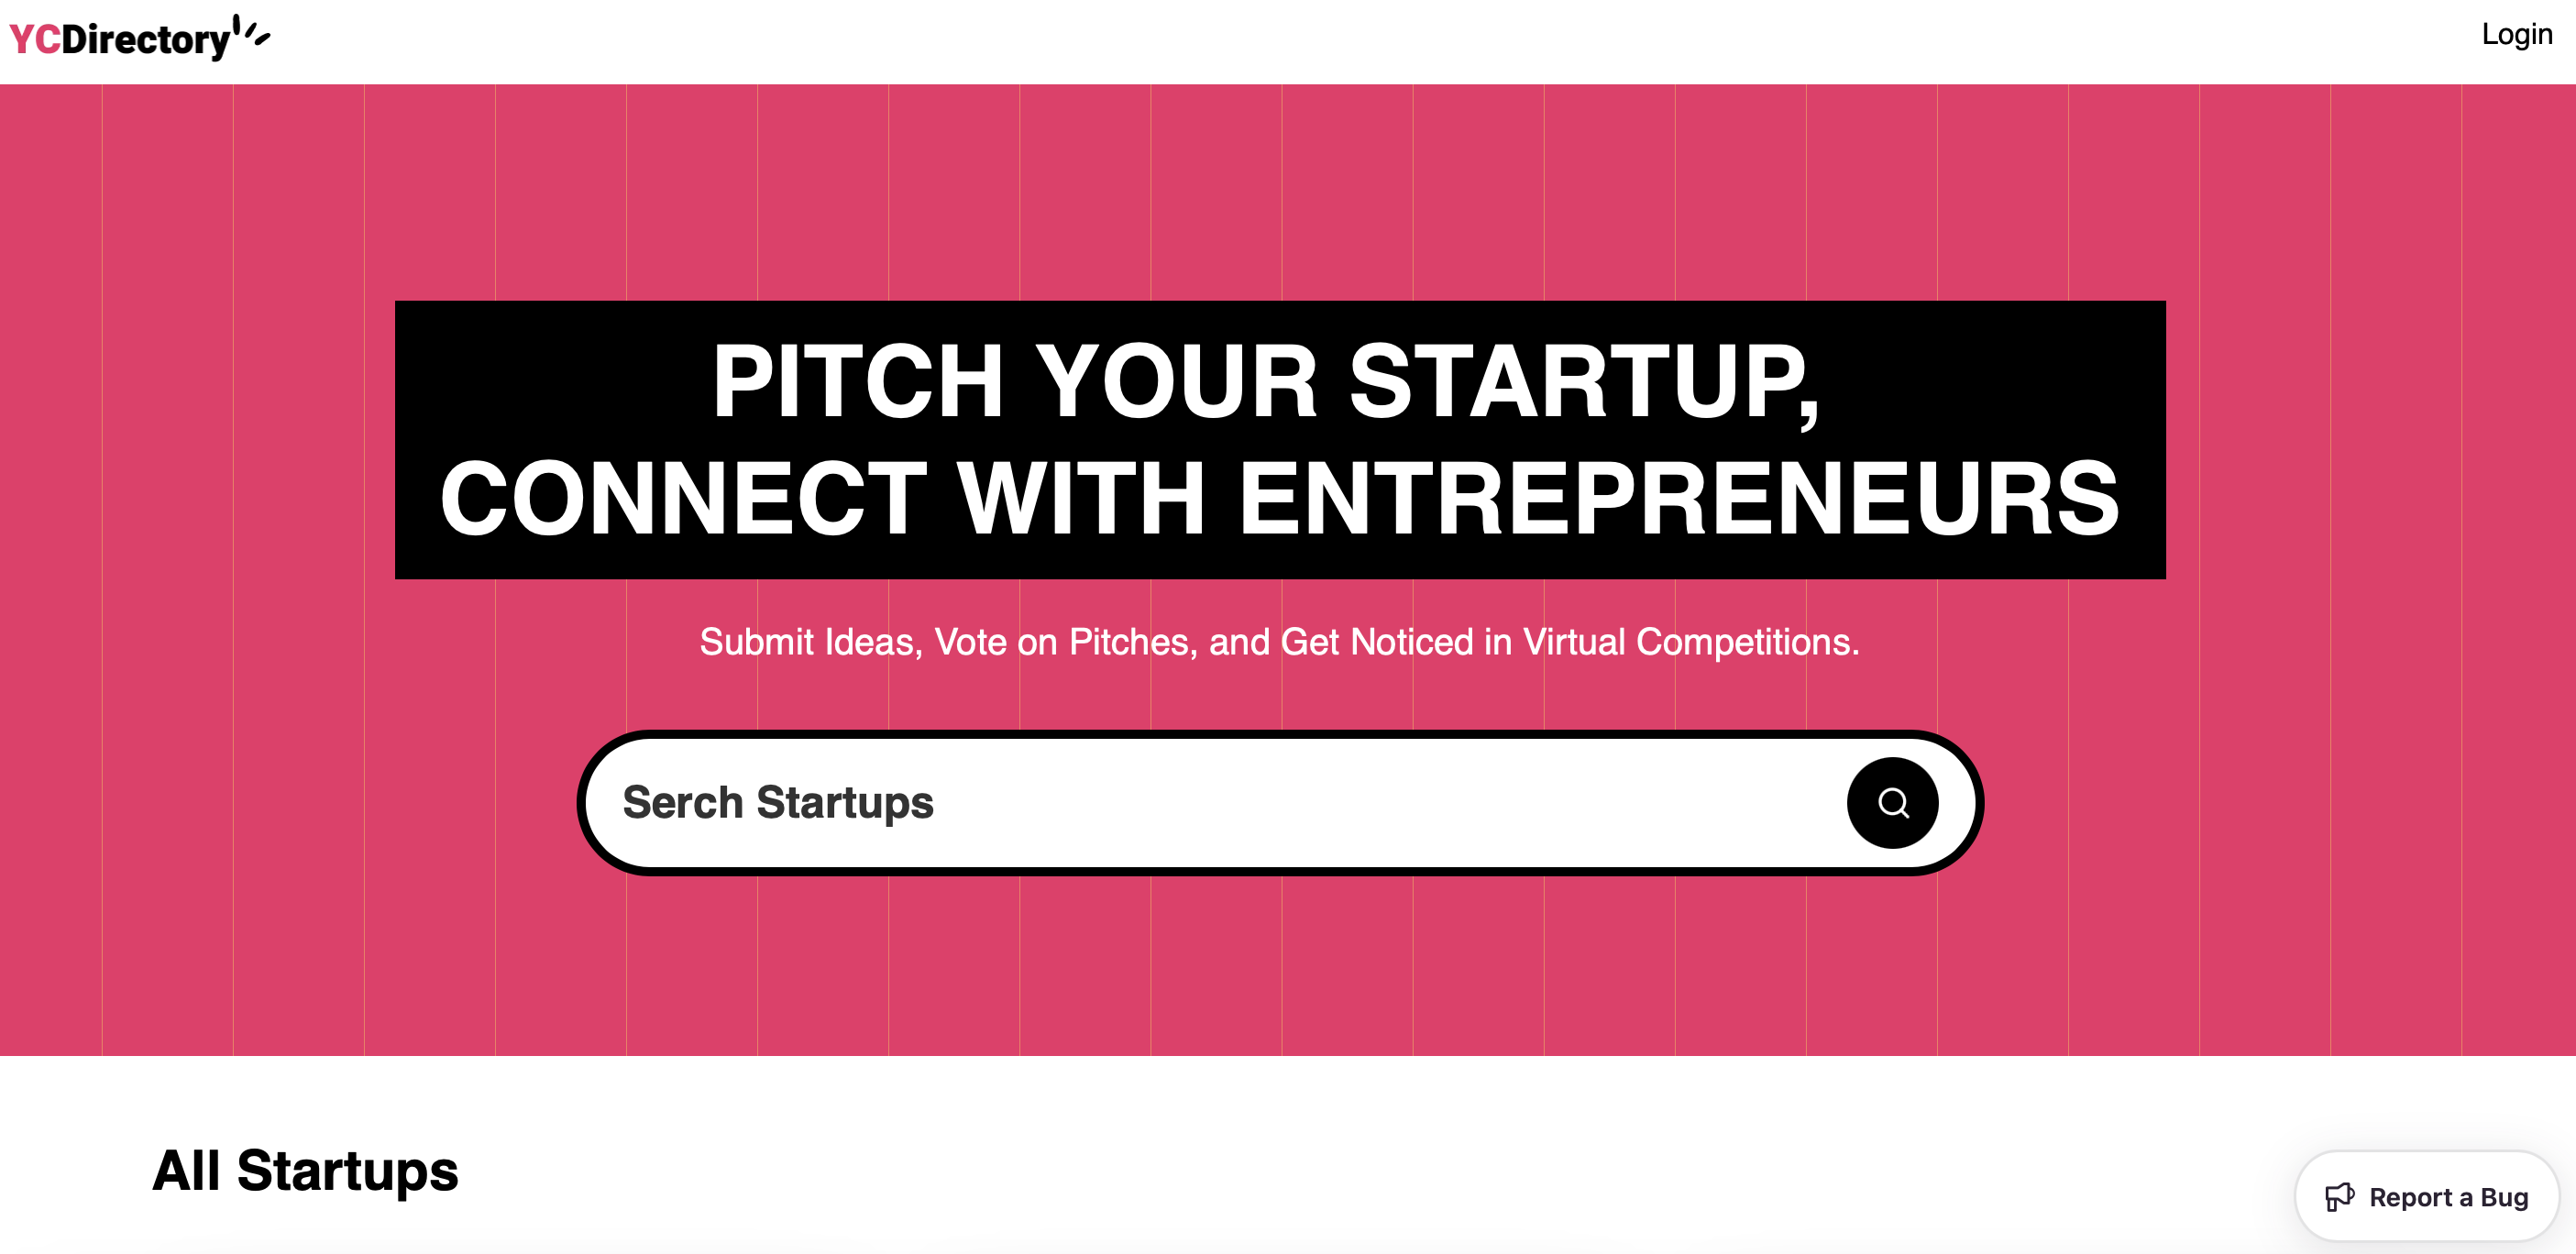 YCDirectory
Login
PITCH YOUR STARTUP,
CONNECT WITH ENTREPRENEURS
Submit Ideas, Vote on Pitches, and Get Noticed in Virtual Competitions.
Serch Startups
All Startups
Report a Bug